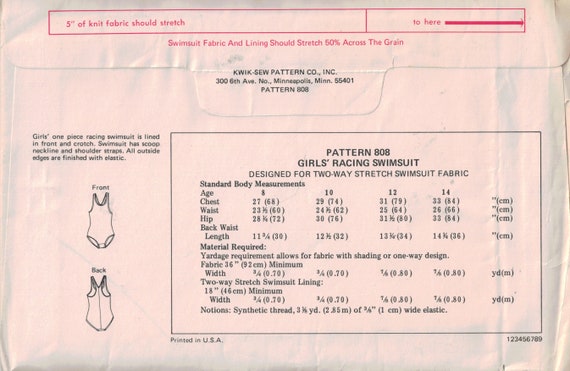 5" of knit fabric should stretch to here
Swimsuit Fabric And Lining Should Stretch 50% Across The Grain
KWIK-SEW PATTERN CO., INC.
300 6th Ave. No., Minneapolis, Minn. 55401
PATTERN 808
Girls' one piece racing swimsuit is lined
in front and crotch. Swimsuit has scoop
neckline and shoulder straps. All outside
edges are finished with elastic.
Front
Back
PATTERN 808
GIRLS' RACING SWIMSUIT
DESIGNED FOR TWO-WAY STRETCH SWIMSUIT FABRIC
Standard Body Measurements
Age 8 10 12 14
Chest 27 (68) 29 (74) 31 (79) 33 (84) "(cm)
Waist 23½ (60) 24½ (62) 25 (64) 26 (66) "(cm)
Hip 28¼ (72) 30 (76) 31½ (80) 33 (84) "(cm)
Back Waist
Length 11¾ (30) 12½ (32) 13¼ (34) 14¼ (36) "(cm)
Material Required:
Yardage requirement allows for fabric with shading or one-way design.
Fabric 36" (92cm) Minimum
Width ¾ (0.70) ¾ (0.70) ⅞ (0.80) ⅞ (0.80) yd(m)
Two-way Stretch Swimsuit Lining:
18" (46cm) Minimum
Width ¾ (0.70) ¾ (0.70) ⅞ (0.80) ⅞ (0.80) yd(m)
Notions: Synthetic thread, 3⅛ yd. (2.85m) of ⅜" (1 cm) wide elastic.
Printed in U.S.A.
123456789